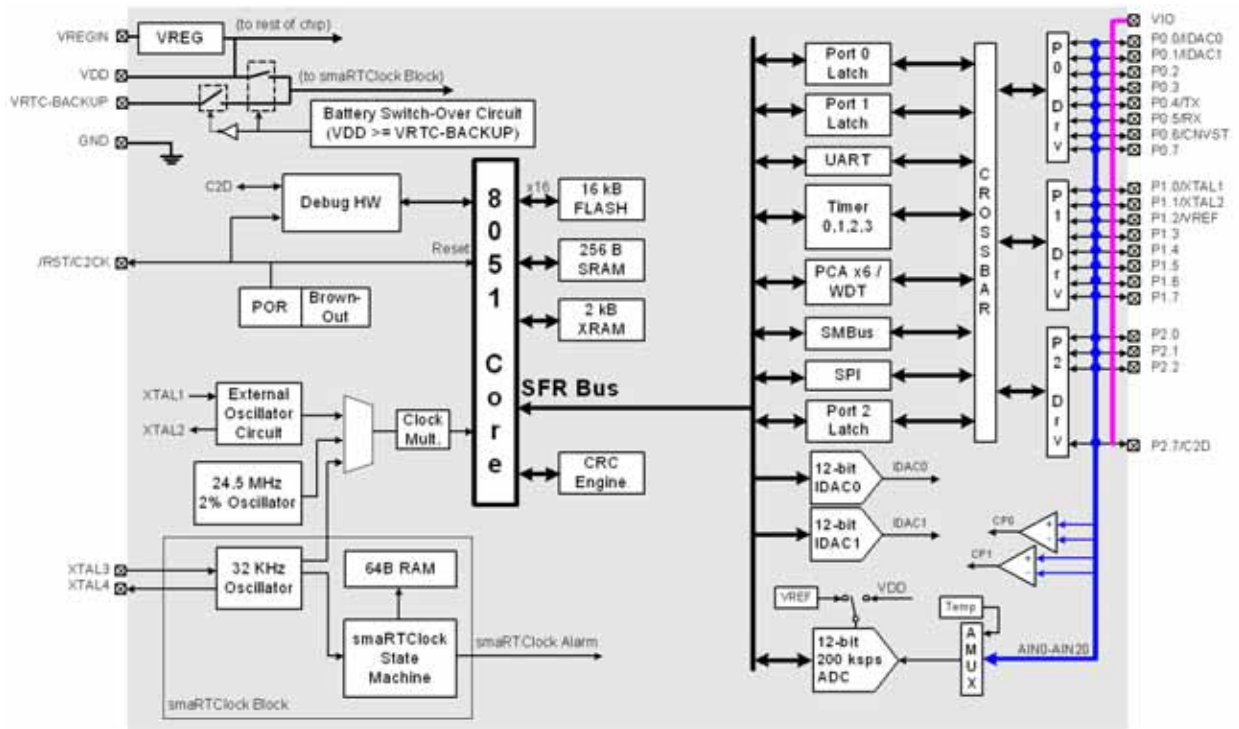 VREGIN
VREG
(to rest of chip)
VDD
(to smaRTClock Block)
VRTC-BACKUP
Battery Switch-Over Circuit
(VDD >= VRTC-BACKUP)
GND
C2D
Debug HW
Reset
/RST/C2CK
POR
Brown-
Out
XTAL1
XTAL2
External
Oscillator
Circuit
24.5 MHz
2% Oscillator
Clock
Mult.
XTAL3
XTAL4
32 KHz
Oscillator
64B RAM
smaRTClock
State
Machine
smaRTClock Alarm
smaRTClock Block
8051 Core
x16
16 kB
FLASH
256 B
SRAM
2 kB
XRAM
SFR Bus
CRC
Engine
Port 0
Latch
Port 1
Latch
UART
Timer
0,1,2,3
PCA x6 /
WDT
SMBus
SPI
Port 2
Latch
CROSSBAR
12-bit
IDAC0
IDAC0
12-bit
IDAC1
IDAC1
CP0
+
-
CP1
+
-
VREF
VDD
12-bit
200 ksps
ADC
Temp
AMUX
AIN0-AIN20
P0 Drv
P1 Drv
P2 Drv
VIO
P0.0/IDAC0
P0.1/IDAC1
P0.2
P0.3
P0.4/TX
P0.5/RX
P0.6/CNVST
P0.7
P1.0/XTAL1
P1.1/XTAL2
P1.2/VREF
P1.3
P1.4
P1.5
P1.6
P1.7
P2.0
P2.1
P2.2
P2.7/C2D